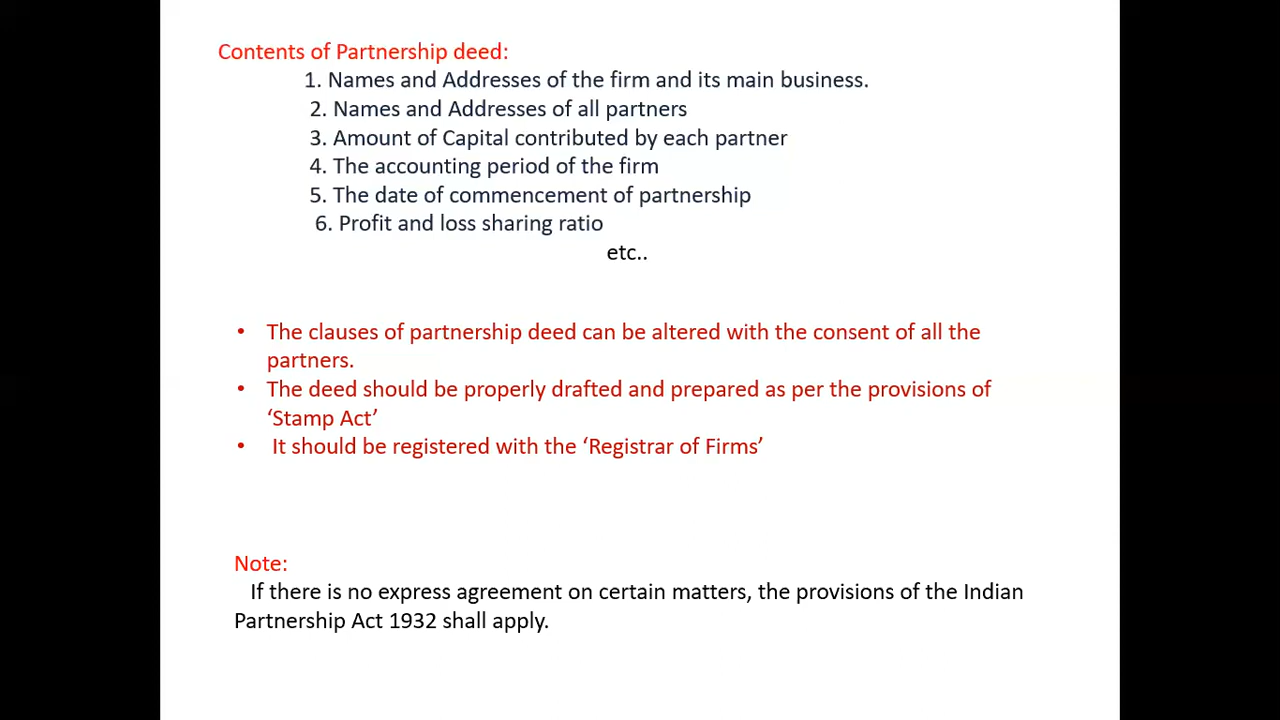 Contents of Partnership deed:
1. Names and Addresses of the firm and its main business.
2. Names and Addresses of all partners
3. Amount of Capital contributed by each partner
4. The accounting period of the firm
5. The date of commencement of partnership
6. Profit and loss sharing ratio
etc..
• The clauses of partnership deed can be altered with the consent of all the
partners.
• The deed should be properly drafted and prepared as per the provisions of
‘Stamp Act’
• It should be registered with the ‘Registrar of Firms’
Note:
If there is no express agreement on certain matters, the provisions of the Indian
Partnership Act 1932 shall apply.